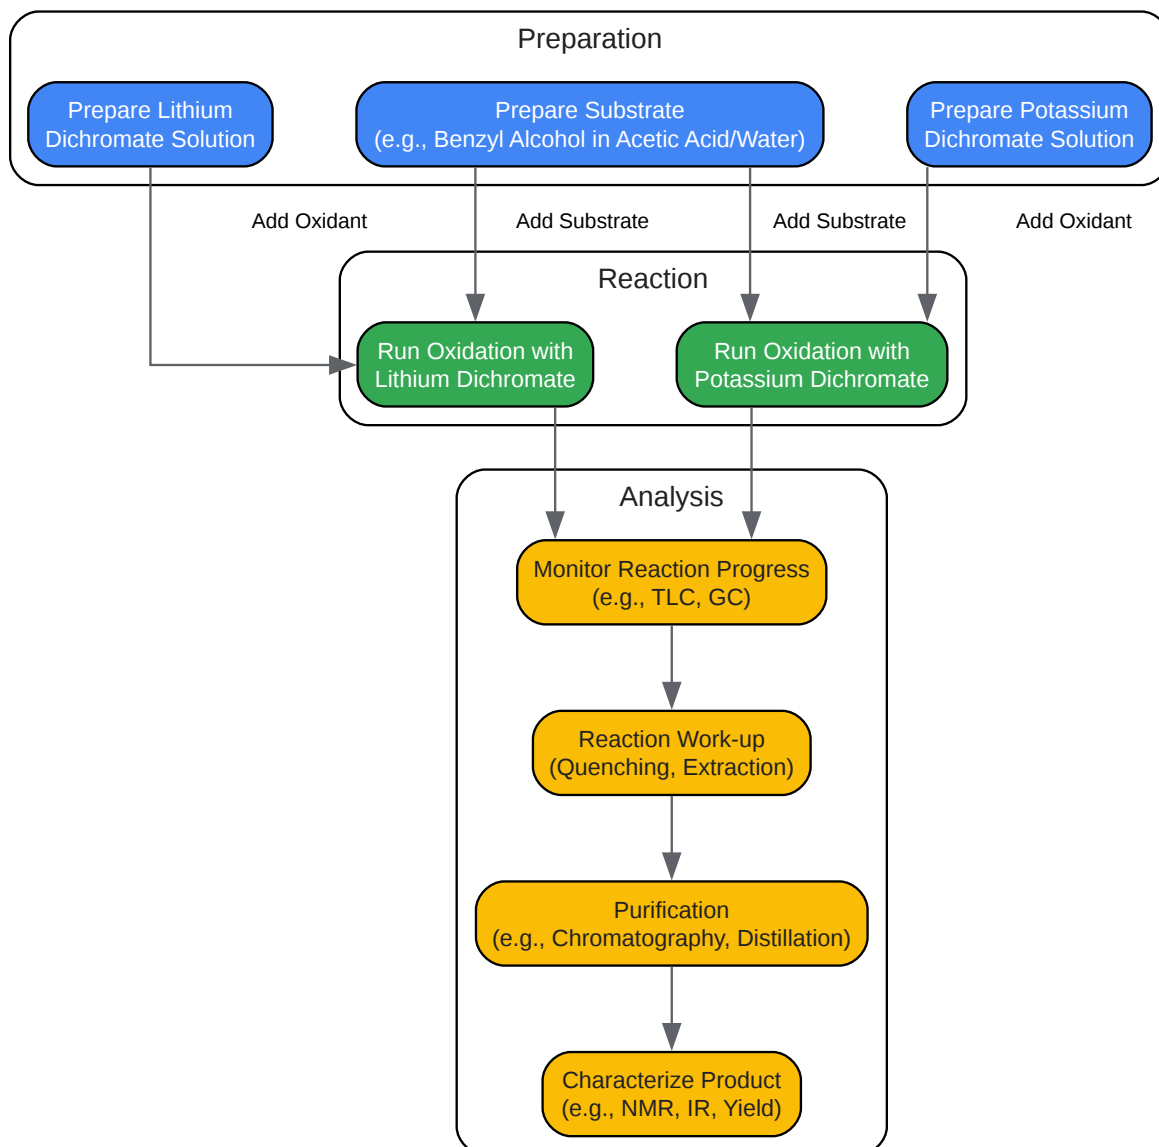 Preparation
Prepare Lithium
Dichromate Solution
Prepare Substrate
(e.g., Benzyl Alcohol in Acetic Acid/Water)
Prepare Potassium
Dichromate Solution
Add Oxidant
Add Substrate
Add Substrate
Add Oxidant
Reaction
Run Oxidation with
Lithium Dichromate
Run Oxidation with
Potassium Dichromate
Analysis
Monitor Reaction Progress
(e.g., TLC, GC)
Reaction Work-up
(Quenching, Extraction)
Purification
(e.g., Chromatography, Distillation)
Characterize Product
(e.g., NMR, IR, Yield)